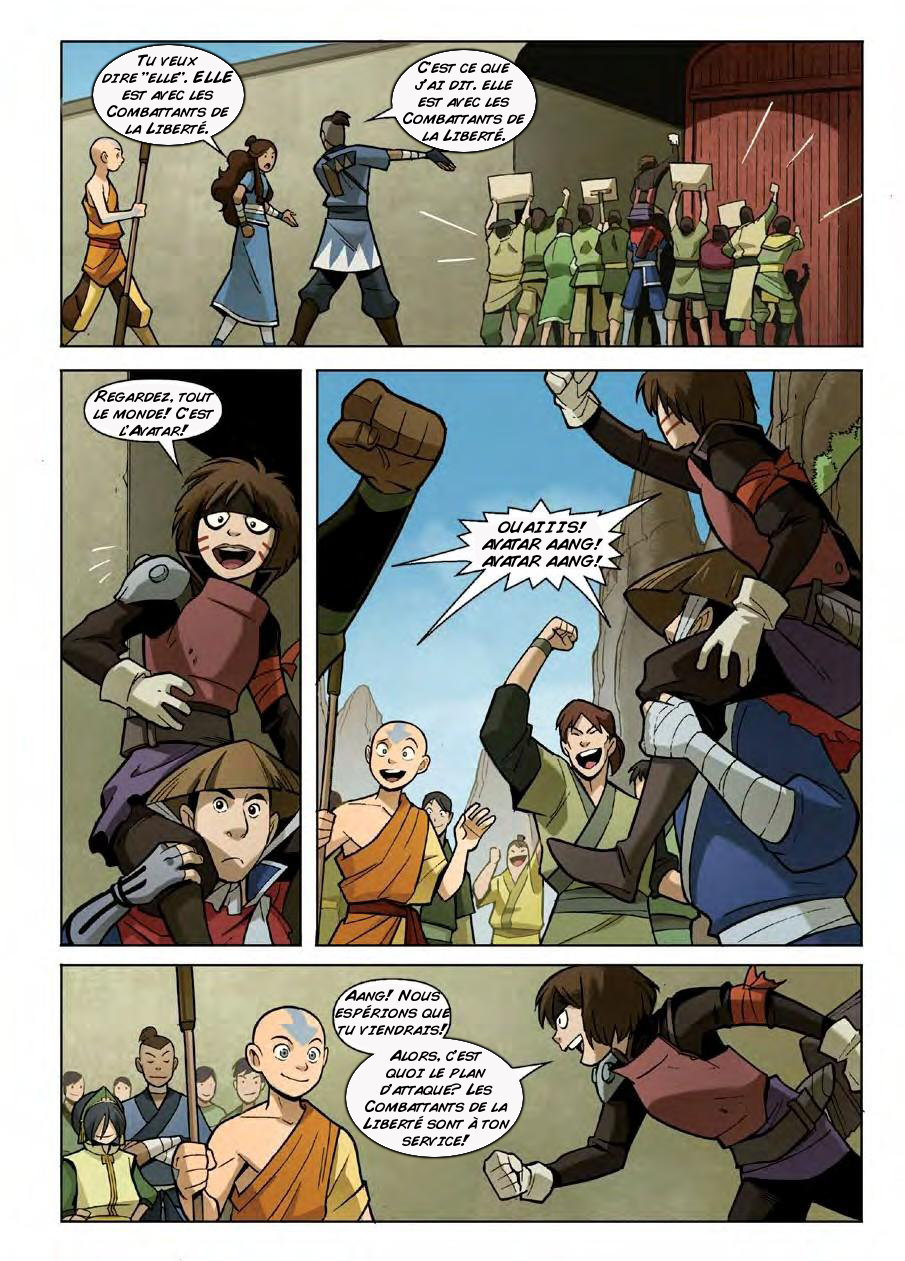 TU VEUX
DIRE "ELLE". ELLE
EST AVEC LES
COMBATTANTS DE
LA LIBERTÉ.
C'EST CE QUE
J'AI DIT. ELLE
EST AVEC LES
COMBATTANTS DE
LA LIBERTÉ.
REGARDEZ, TOUT
LE MONDE! C'EST
L'AVATAR!
OUAIIIS!
AVATAR AANG!
AVATAR AANG!
AANG! NOUS
ESPÉRIONS QUE
TU VIENDRAIS!
ALORS, C'EST
QUOI LE PLAN
D'ATTAQUE? LES
COMBATTANTS DE LA
LIBERTÉ SONT À TON
SERVICE!